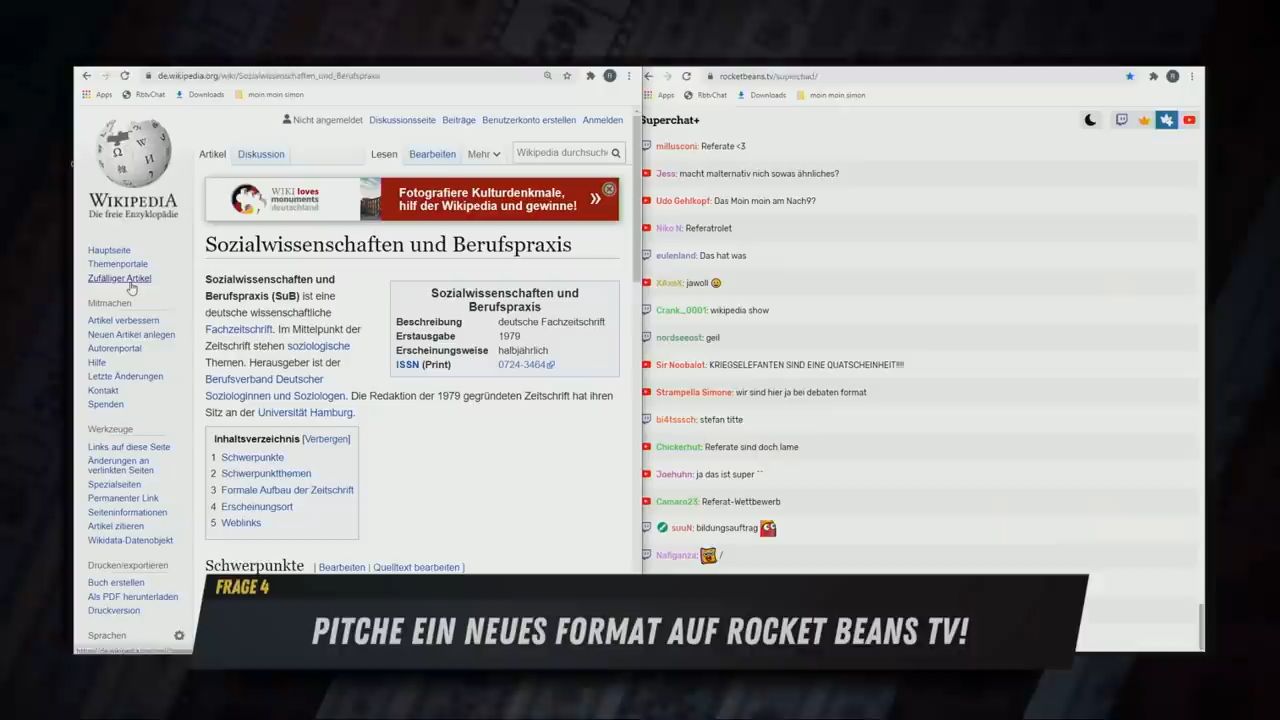 de.wikipedia.org/wiki/Sozialwissenschaften_und_Berufspraxis
Apps RbtvChat Downloads moin moin simon
WIKIPEDIA
Die freie Enzyklopädie
Hauptseite
Themenportale
Zufälliger Artikel
Mitmachen
Artikel verbessern
Neuen Artikel anlegen
Autorenportal
Hilfe
Letzte Änderungen
Kontakt
Spenden
Werkzeuge
Links auf diese Seite
Änderungen an
verlinkten Seiten
Spezialseiten
Permanenter Link
Seiteninformationen
Artikel zitieren
Wikidata-Datenobjekt
Drucken/exportieren
Buch erstellen
Als PDF herunterladen
Druckversion
Sprachen
Nicht angemeldet Diskussionsseite Beiträge Benutzerkonto erstellen Anmelden
Artikel Diskussion Lesen Bearbeiten Mehr Wikipedia durchsuche
WIKI loves
monuments
deutschland
Fotografiere Kulturdenkmale,
hilf der Wikipedia und gewinne!
Sozialwissenschaften und Berufspraxis
Sozialwissenschaften und
Berufspraxis (SuB) ist eine
deutsche wissenschaftliche
Fachzeitschrift. Im Mittelpunkt der
Zeitschrift stehen soziologische
Themen. Herausgeber ist der
Berufsverband Deutscher
Soziologinnen und Soziologen. Die Redaktion der 1979 gegründeten Zeitschrift hat ihren
Sitz an der Universität Hamburg.
Sozialwissenschaften und
Berufspraxis
Beschreibung deutsche Fachzeitschrift
Erstausgabe 1979
Erscheinungsweise halbjährlich
ISSN (Print) 0724-3464
Inhaltsverzeichnis [Verbergen]
1 Schwerpunkte
2 Schwerpunktthemen
3 Formale Aufbau der Zeitschrift
4 Erscheinungsort
5 Weblinks
Schwerpunkte [ Bearbeiten | Quelltext bearbeiten ]
rocketbeans.tv/superchad/
Apps RbtvChat Downloads moin moin simon
Superchat+
millusconi: Referate <3
Jess: macht malternativ nich sowas ähnliches?
Udo Gehlkopf: Das Moin moin am Nach9?
Niko N: Referatrolet
eulenland: Das hat was
XAxoX: jawoll
Crank_0001: wikipedia show
nordseeost: geil
Sir Noobalot: KRIEGSELEFANTEN SIND EINE QUATSCHEINHEIT!!!!
Strampella Simone: wir sind hier ja bei debaten format
bi4tsssch: stefan titte
Chickerhut: Referate sind doch lame
Joehuhn: ja das ist super ^^
Camaro23: Referat-Wettbewerb
suuN: bildungsauftrag
Nafiganza: /
FRAGE 4
PITCHE EIN NEUES FORMAT AUF ROCKET BEANS TV!